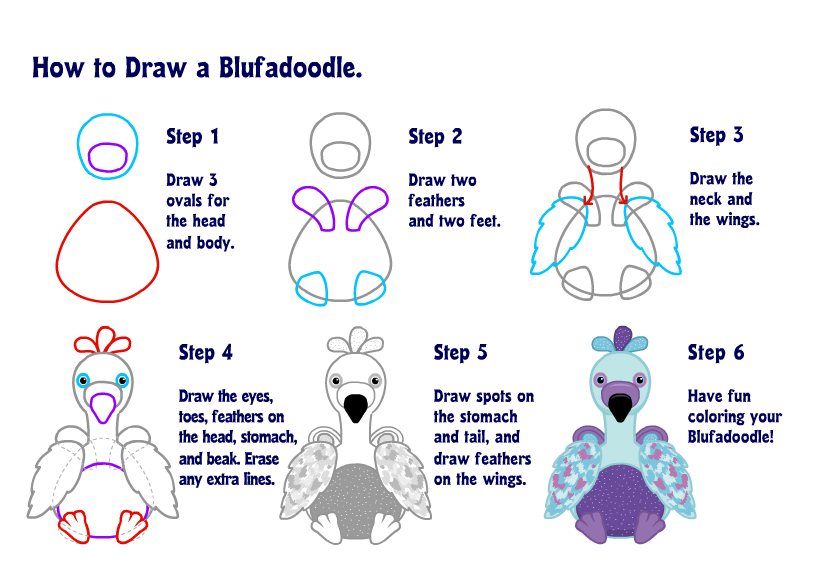 How to Draw a Blufadoodle.
Step 1
Draw 3
ovals for
the head
and body.
Step 2
Draw two
feathers
and two feet.
Step 3
Draw the
neck and
the wings.
Step 4
Draw the eyes,
toes, feathers on
the head, stomach,
and beak. Erase
any extra lines.
Step 5
Draw spots on
the stomach
and tail, and
draw feathers
on the wings.
Step 6
Have fun
coloring your
Blufadoodle!